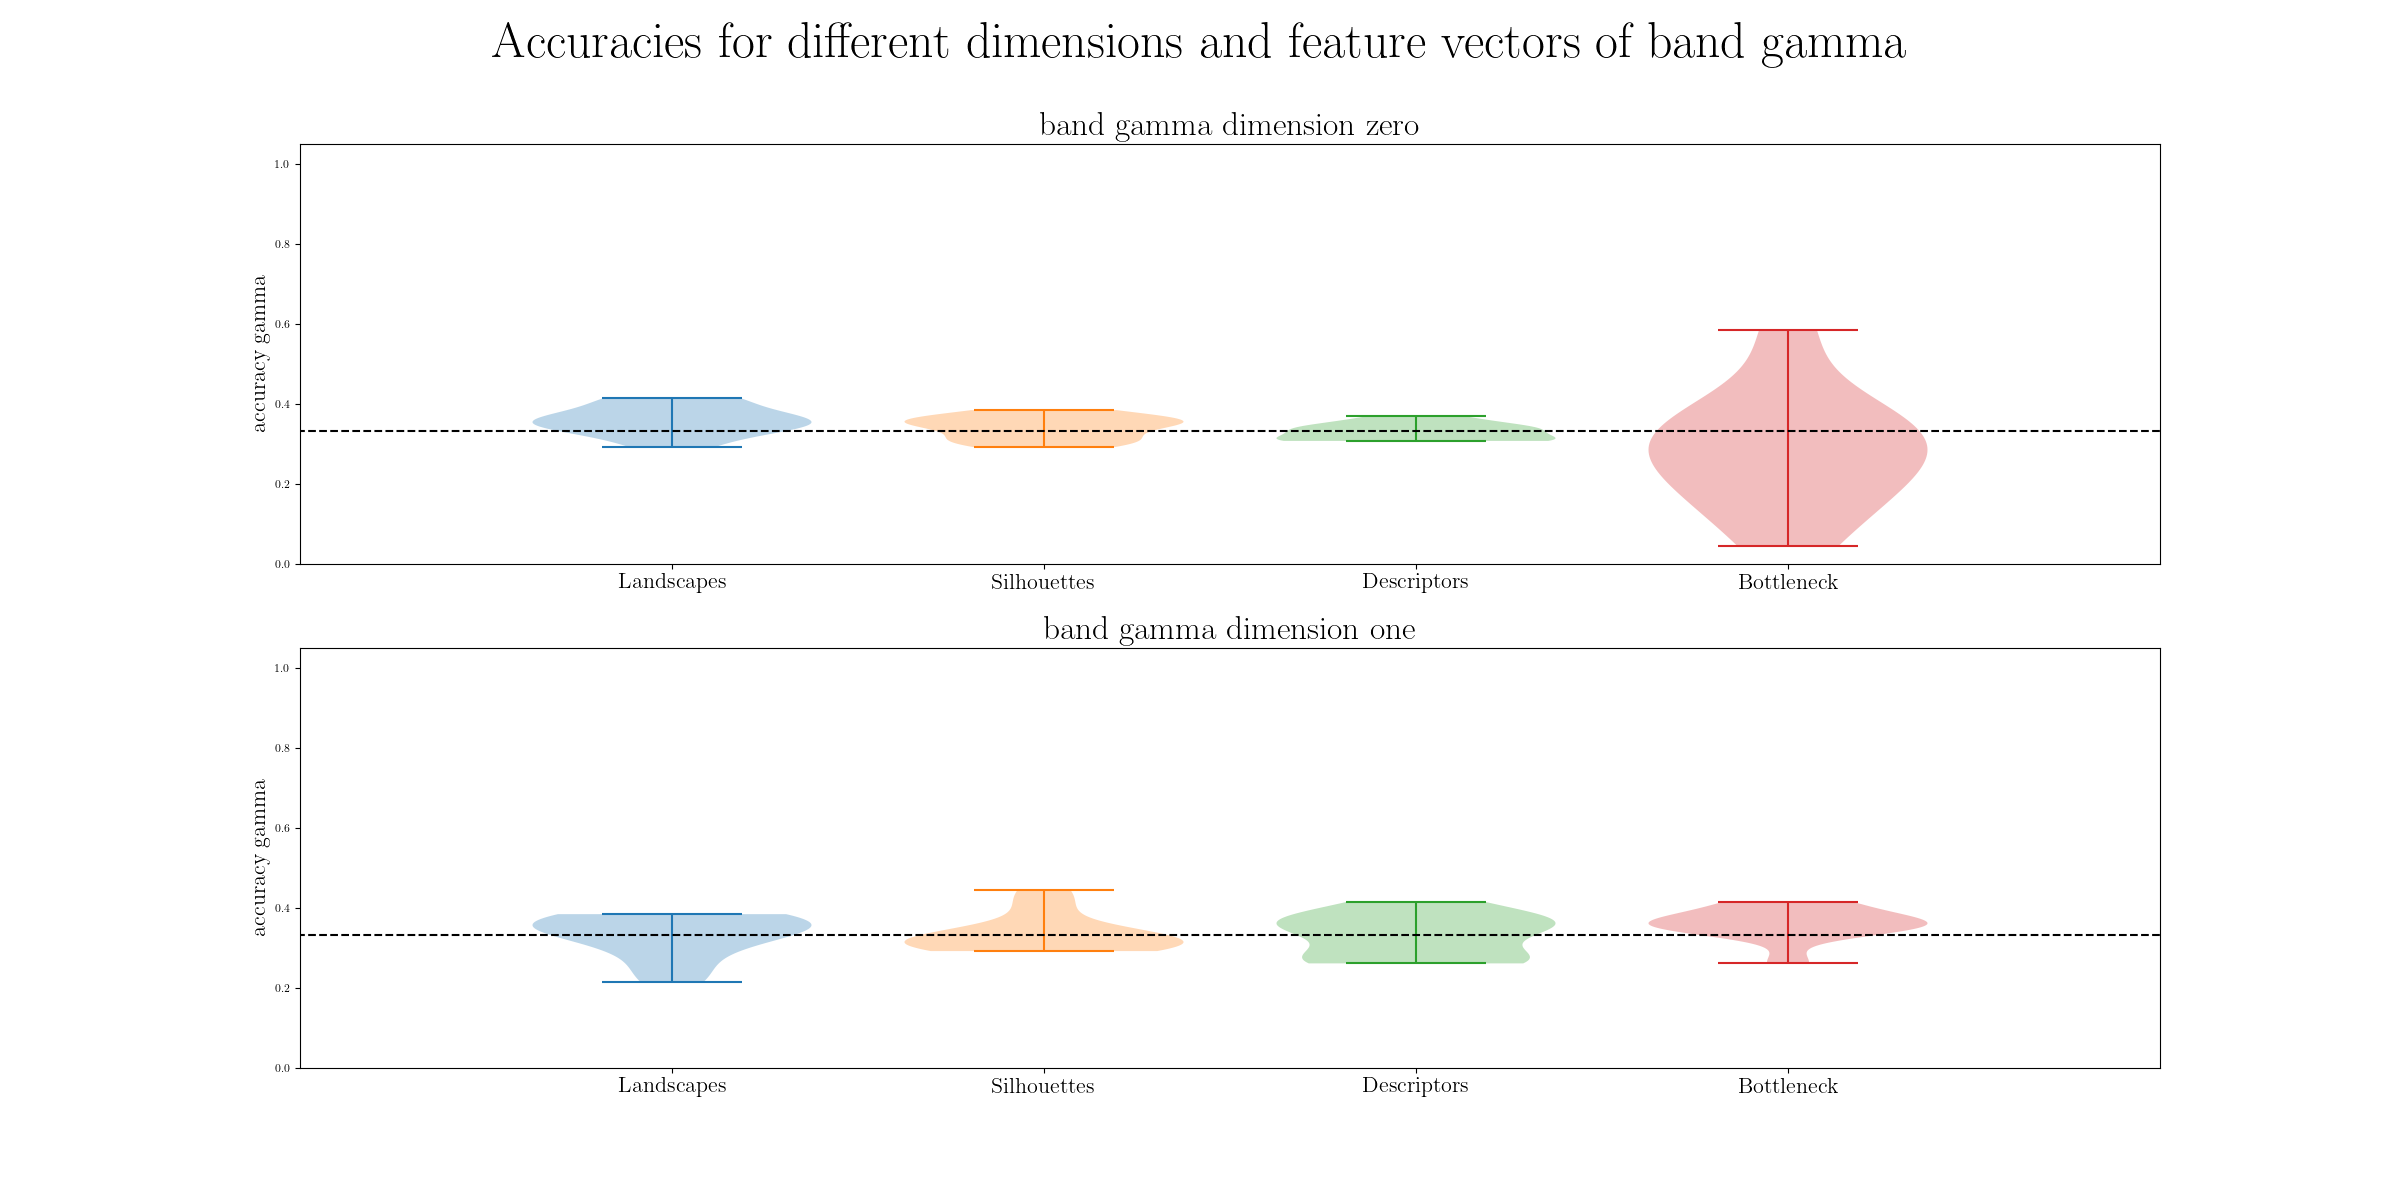 Accuracies for different dimensions and feature vectors of band gamma
band gamma dimension zero
accuracy gamma
1.0
0.8
0.6
0.4
0.2
0.0
Landscapes Silhouettes Descriptors Bottleneck
band gamma dimension one
accuracy gamma
1.0
0.8
0.6
0.4
0.2
0.0
Landscapes Silhouettes Descriptors Bottleneck